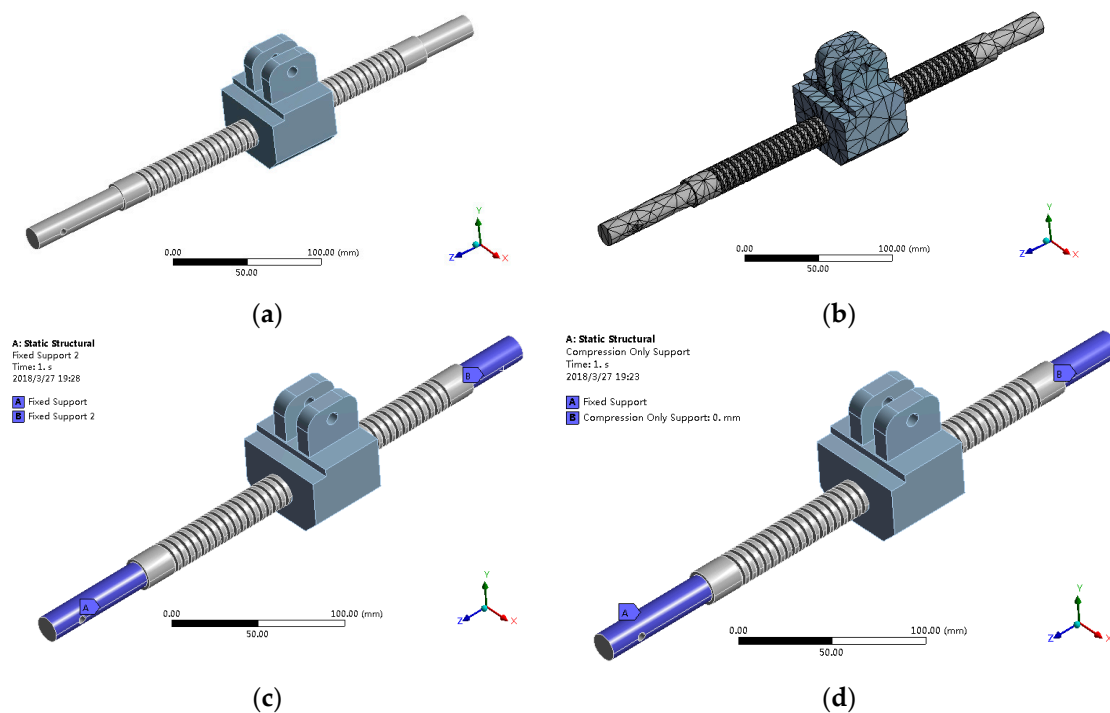 0.00 100.00 (mm)
50.00
Y
Z X
(a)
0.00 100.00 (mm)
50.00
Y
Z X
(b)
A: Static Structural
Fixed Support 2
Time: 1. s
2018/3/27 19:28
A Fixed Support
B Fixed Support 2
B
A
0.00 100.00 (mm)
50.00
Y
Z X
(c)
A: Static Structural
Compression Only Support
Time: 1. s
2018/3/27 19:23
A Fixed Support
B Compression Only Support: 0. mm
B
A
0.00 100.00 (mm)
50.00
Y
Z X
(d)